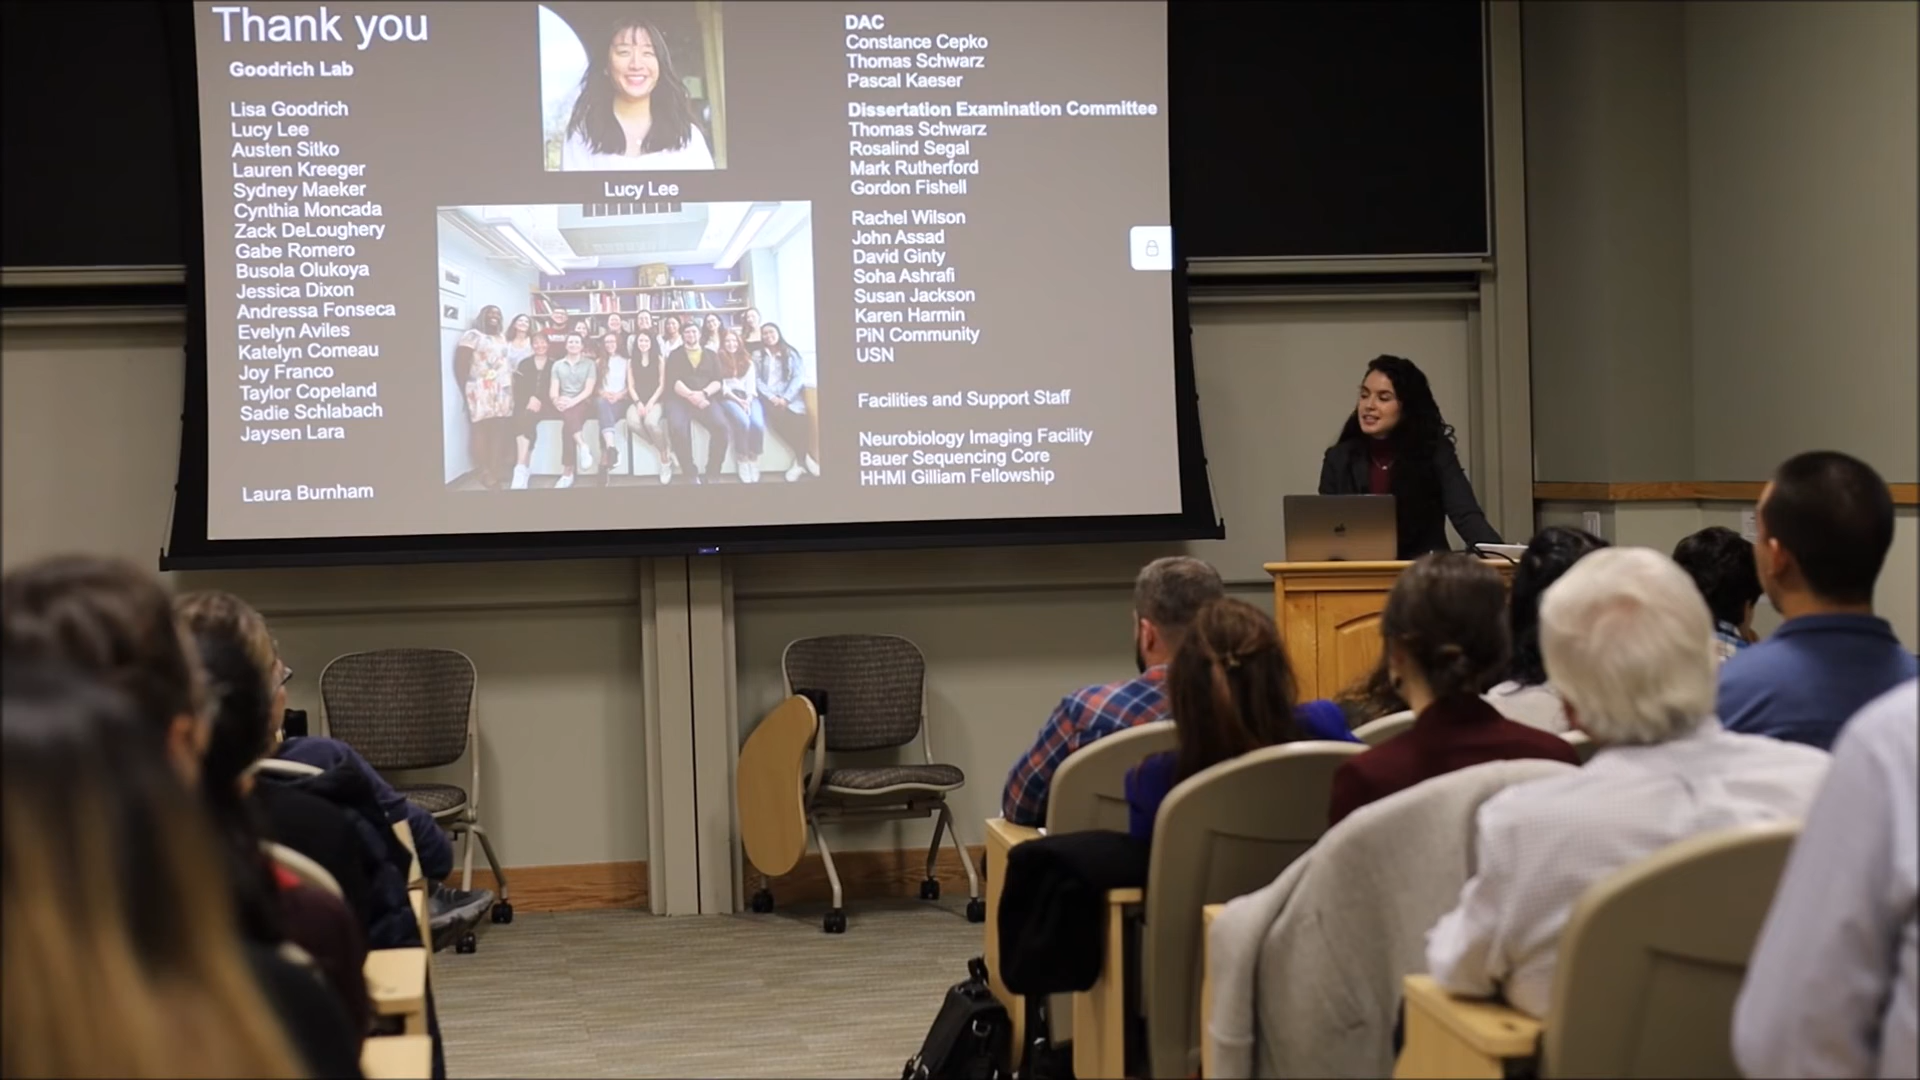 Thank you
Goodrich Lab
Lisa Goodrich
Lucy Lee
Austen Sitko
Lauren Kreeger
Sydney Maeker
Cynthia Moncada
Zack DeLoughery
Gabe Romero
Busola Olukoya
Jessica Dixon
Andressa Fonseca
Evelyn Aviles
Katelyn Comeau
Joy Franco
Taylor Copeland
Sadie Schlabach
Jaysen Lara
Laura Burnham
Lucy Lee
DAC
Constance Cepko
Thomas Schwarz
Pascal Kaeser
Dissertation Examination Committee
Thomas Schwarz
Rosalind Segal
Mark Rutherford
Gordon Fishell
Rachel Wilson
John Assad
David Ginty
Soha Ashrafi
Susan Jackson
Karen Harmin
PiN Community
USN
Facilities and Support Staff
Neurobiology Imaging Facility
Bauer Sequencing Core
HHMI Gilliam Fellowship